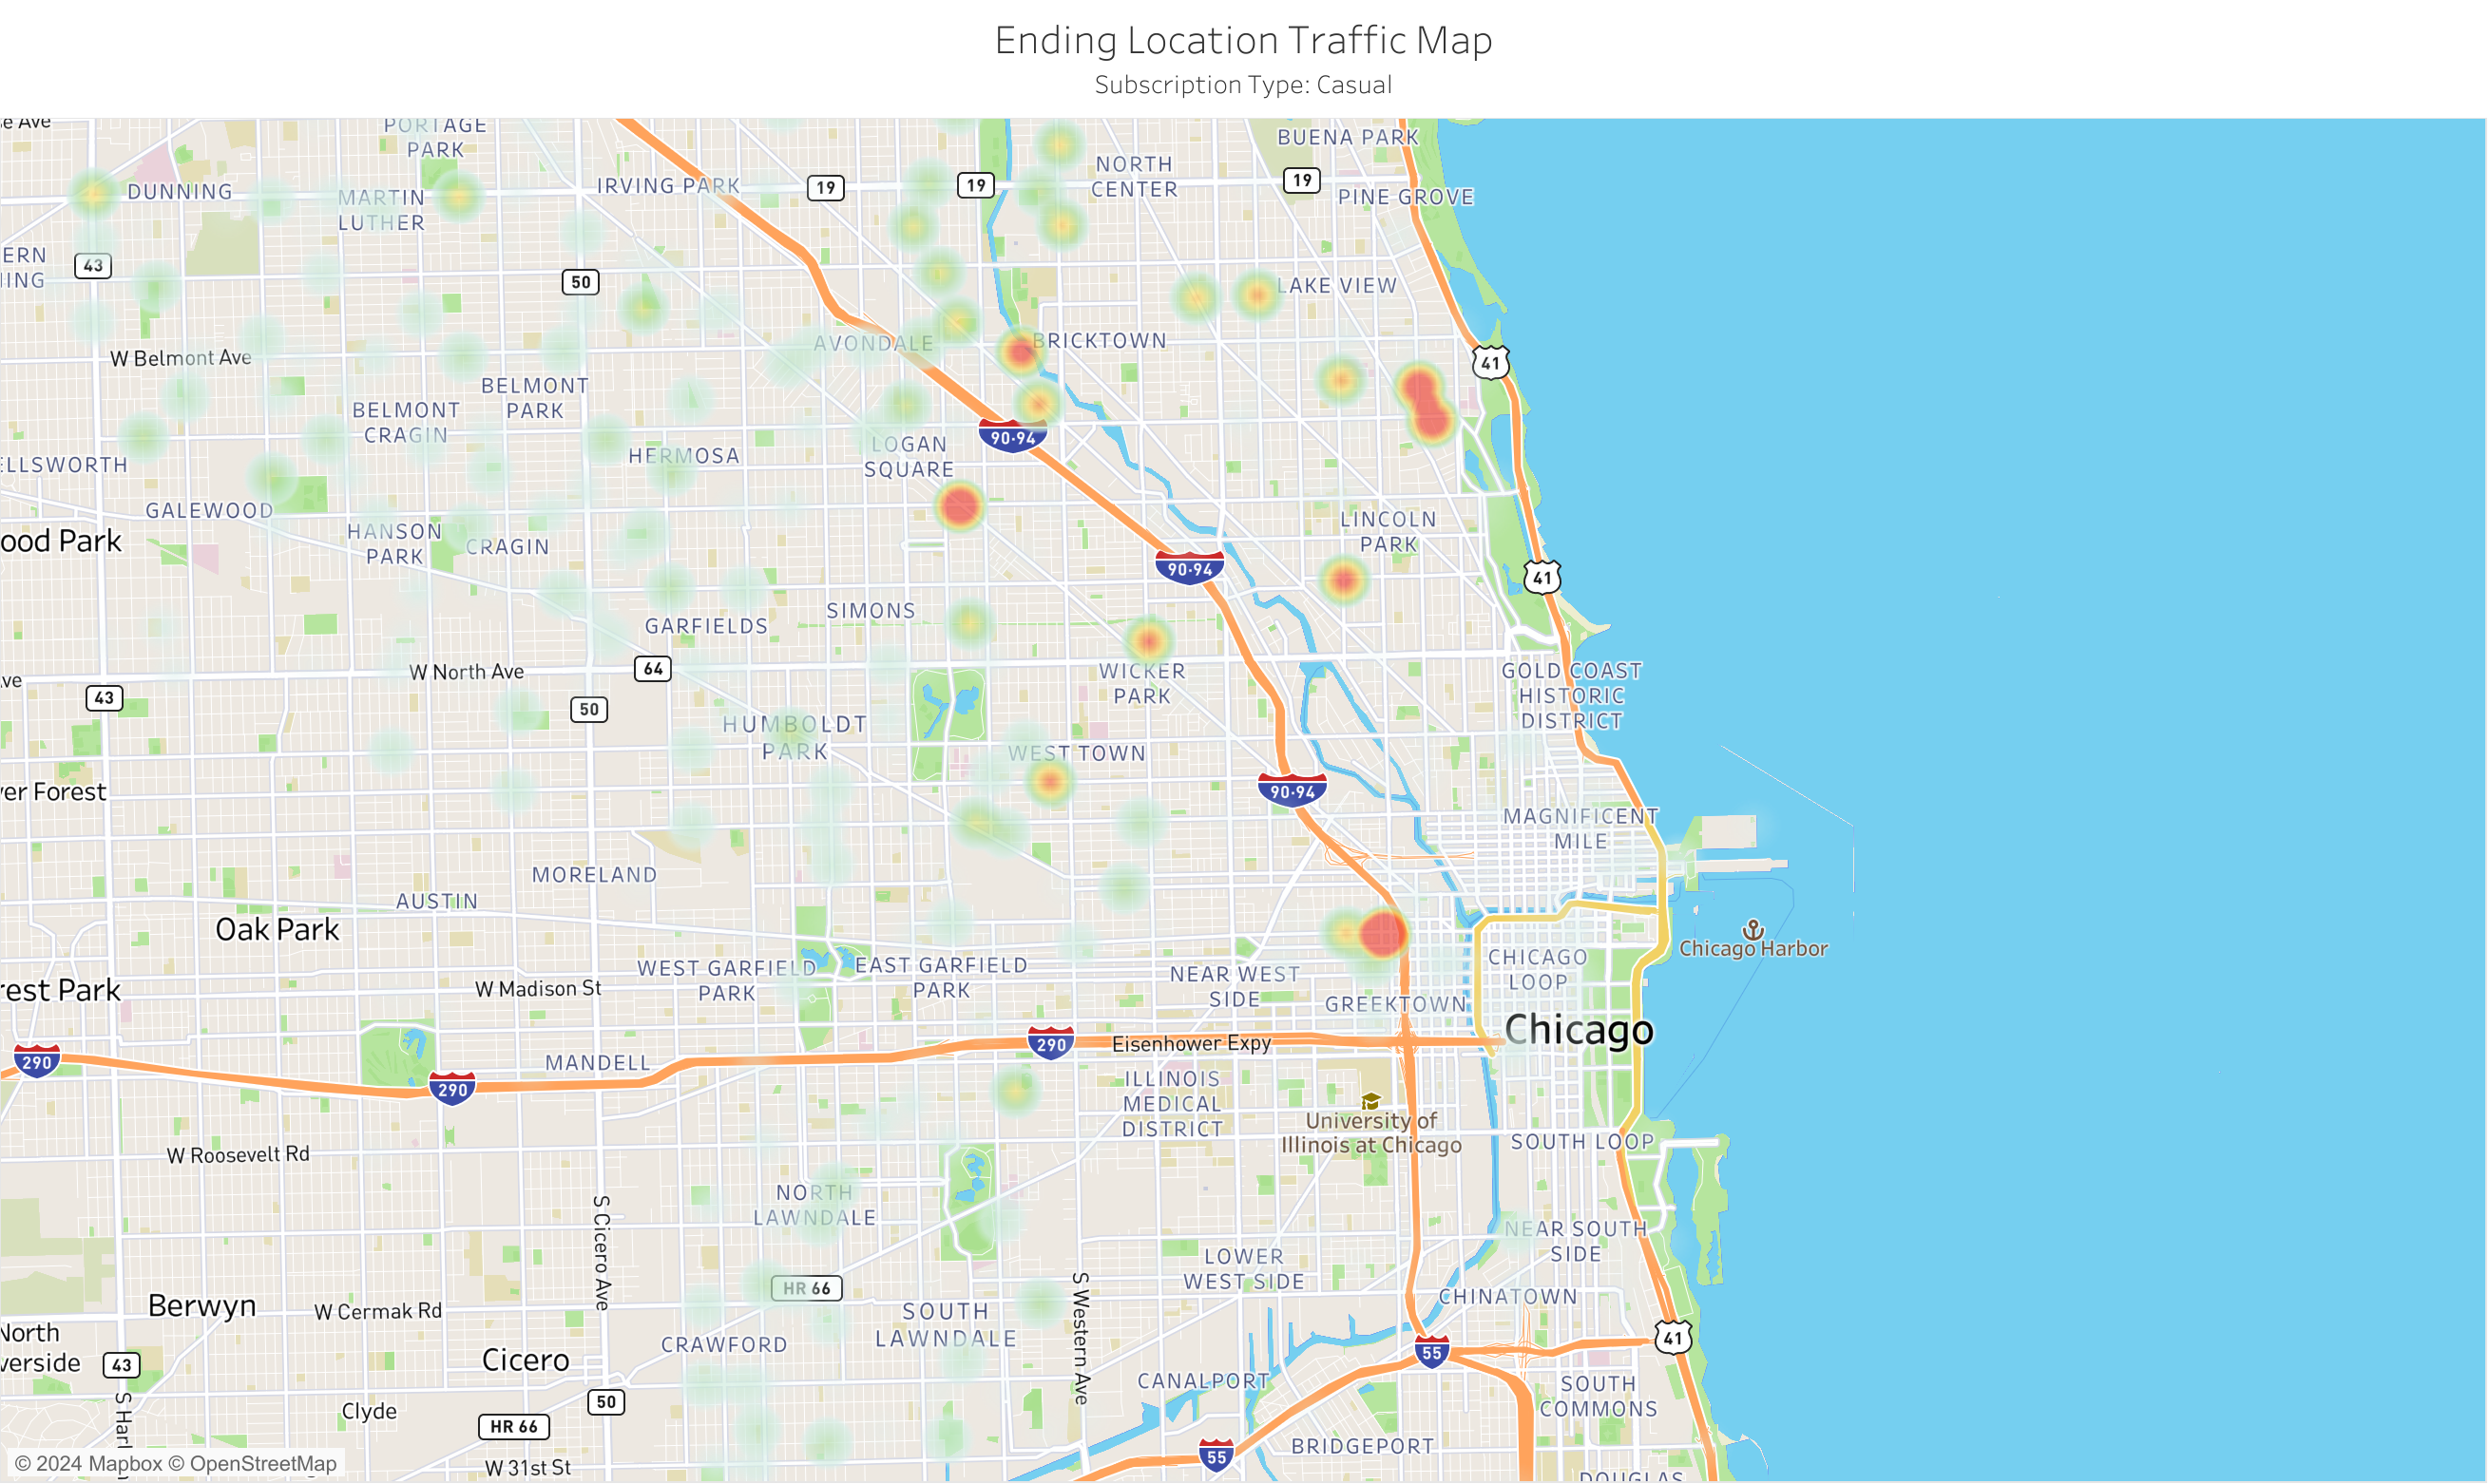 Ending Location Traffic Map
Subscription Type: Casual
PORTAGE
PARK
BUENA PARK
NORTH
CENTER
DUNNING
MARTIN
LUTHER
IRVING PARK
19
19
19
PINE GROVE
43
50
LAKE VIEW
W Belmont Ave
AVONDALE
BRICKTOWN
41
BELMONT
PARK
BELMONT
CRAGIN
90·94
LOGAN
SQUARE
HERMOSA
ELLSWORTH
GALEWOOD
HANSON
PARK
CRAGIN
ood Park
LINCOLN
PARK
90·94
41
SIMONS
GARFIELDS
W North Ave
64
43
50
WICKER
PARK
GOLD COAST
HISTORIC
DISTRICT
HUMBOLDT
PARK
WEST TOWN
er Forest
90·94
MAGNIFICENT
MILE
MORELAND
AUSTIN
Oak Park
Chicago Harbor
WEST GARFIELD
PARK
EAST GARFIELD
PARK
NEAR WEST
SIDE
CHICAGO
LOOP
rest Park
W Madison St
GREEKTOWN
Chicago
290
290
290
Eisenhower Expy
MANDELL
ILLINOIS
MEDICAL
DISTRICT
University of
Illinois at Chicago
W Roosevelt Rd
SOUTH LOOP
NORTH
LAWNDALE
S Cicero Ave
NEAR SOUTH
SIDE
LOWER
WEST SIDE
HR 66
S Western Ave
Berwyn
W Cermak Rd
CHINATOWN
SOUTH
LAWNDALE
CRAWFORD
North
verside
43
Cicero
55
41
CANALPORT
SOUTH
COMMONS
50
Clyde
HR 66
S Harl
BRIDGEPORT
55
© 2024 Mapbox © OpenStreetMap
W 31st St
DOUGLAS